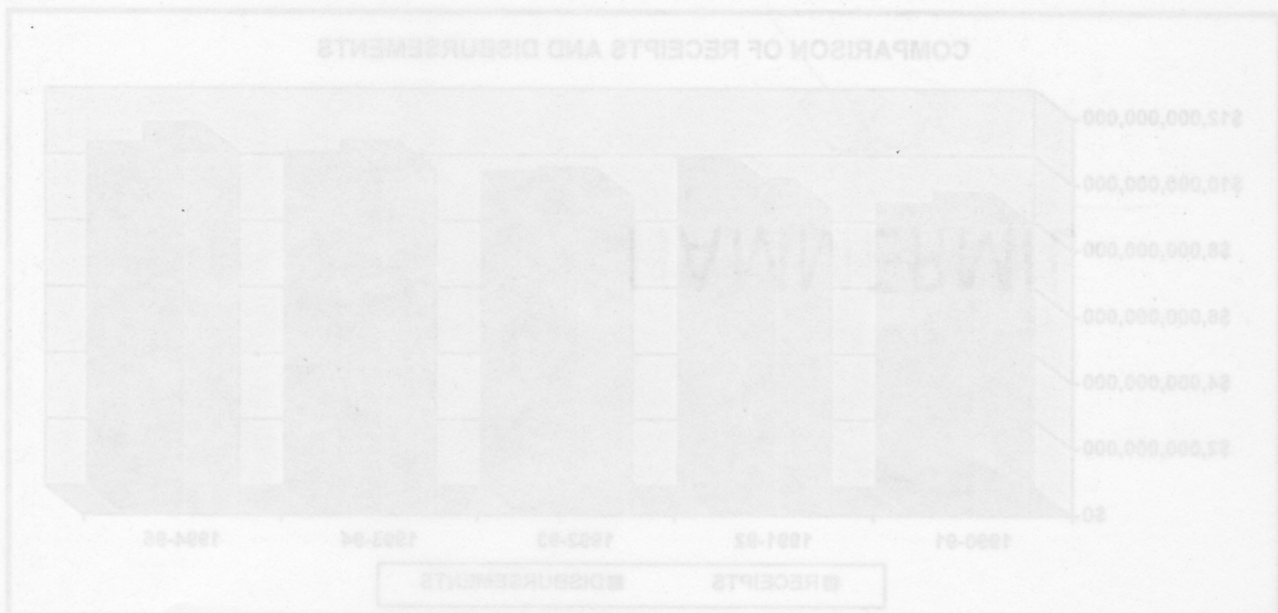 COMPARISON OF RECEIPTS AND DISBURSEMENTS
$12,000,000,000
$10,000,000,000
$8,000,000,000
$6,000,000,000
$4,000,000,000
$2,000,000,000
$0
1990-91 1991-92 1992-93 1993-94 1994-95
RECEIPTS DISBURSEMENTS